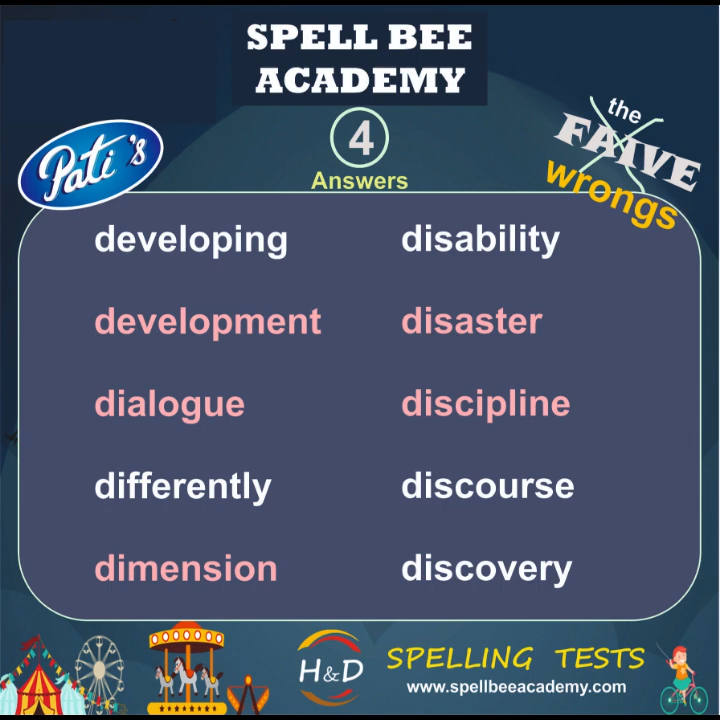 SPELL BEE
ACADEMY
Pati's
4
Answers
the
FAIVE
wrongs
developing
disability
development
disaster
dialogue
discipline
differently
discourse
dimension
discovery
H&D
SPELLING TESTS
www.spellbeeacademy.com